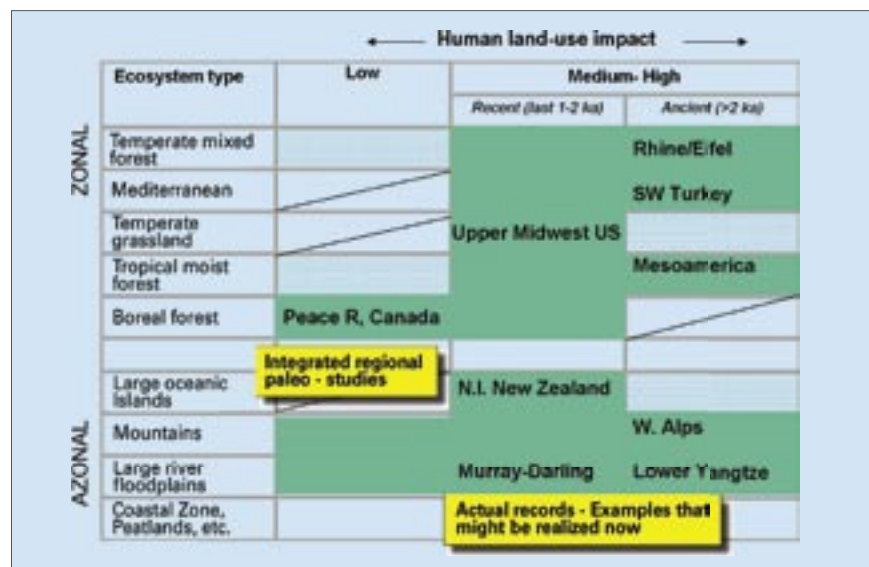 Human land-use impact
Ecosystem type
Low
Medium- High
Recent (last 1-2 ka)
Ancient (>2 ka)
ZONAL
Temperate mixed
forest
Rhine/Eifel
Mediterranean
SW Turkey
Temperate
grassland
Upper Midwest US
Tropical moist
forest
Mesoamerica
Boreal forest
Peace R, Canada
Integrated regional
paleo - studies
AZONAL
Large oceanic
Islands
N.I. New Zealand
Mountains
W. Alps
Large river
floodplains
Murray-Darling
Lower Yangtze
Coastal Zone,
Peatlands, etc.
Actual records - Examples that
might be realized now